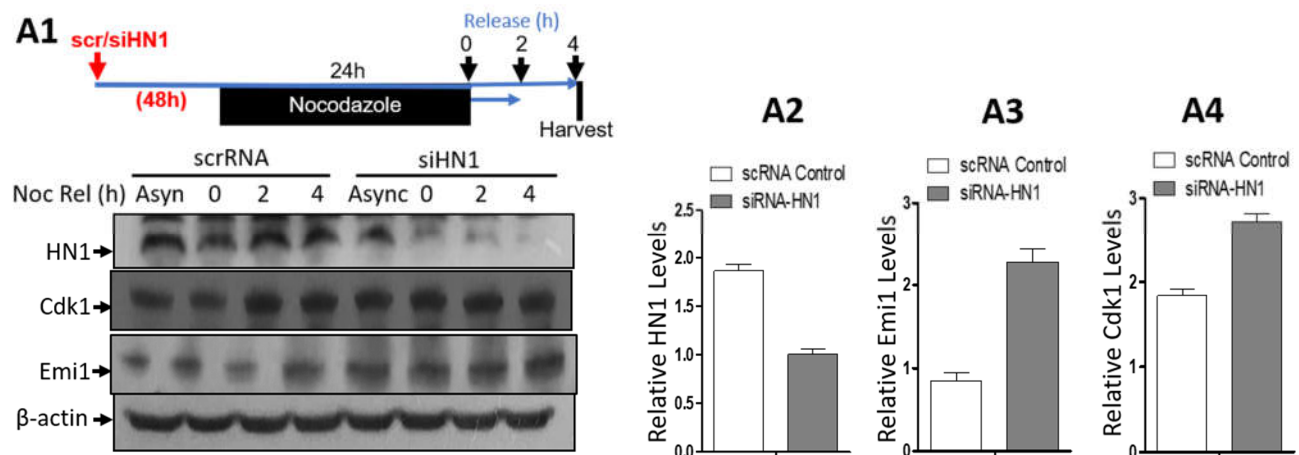 A1
scr/siHN1
Release (h)
0 2 4
24h
(48h)
Nocodazole
Harvest
scrRNA siHN1
Noc Rel (h) Asyn 0 2 4 Async 0 2 4
HN1
Cdk1
Emi1
β-actin
A2
scRNA Control
siRNA-HN1
Relative HN1 Levels
2.5
2.0
1.5
1.0
0.5
0.0
A3
scRNA Control
siRNA-HN1
Relative Emi1 Levels
3
2
1
0
A4
scRNA Control
siRNA-HN1
Relative Cdk1 Levels
3
2
1
0